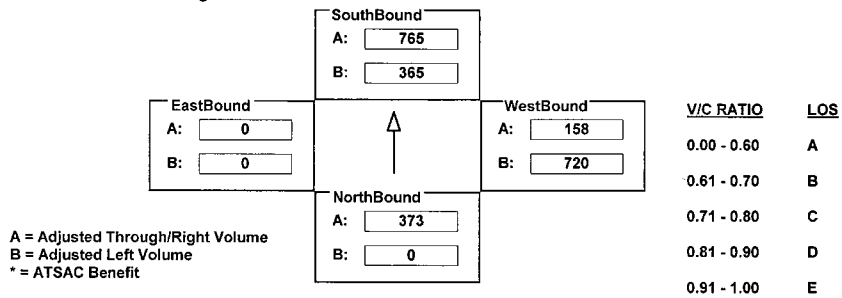 SouthBound
A: 765
B: 365
EastBound
A: 0
B: 0
WestBound
A: 158
B: 720
NorthBound
A: 373
B: 0
A = Adjusted Through/Right Volume
B = Adjusted Left Volume
* = ATSAC Benefit
V/C RATIO LOS
0.00 - 0.60 A
0.61 - 0.70 B
0.71 - 0.80 C
0.81 - 0.90 D
0.91 - 1.00 E